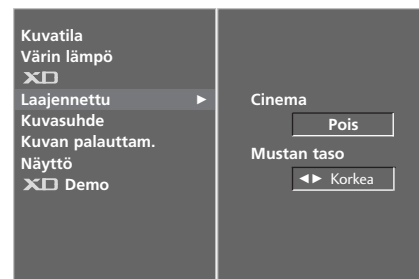 Kuvatila
Värin lämpö
XD
Laajennettu ►
Kuvasuhde
Kuvan palauttam.
Näyttö
XD Demo
Cinema
Pois
Mustan taso
◄► Korkea